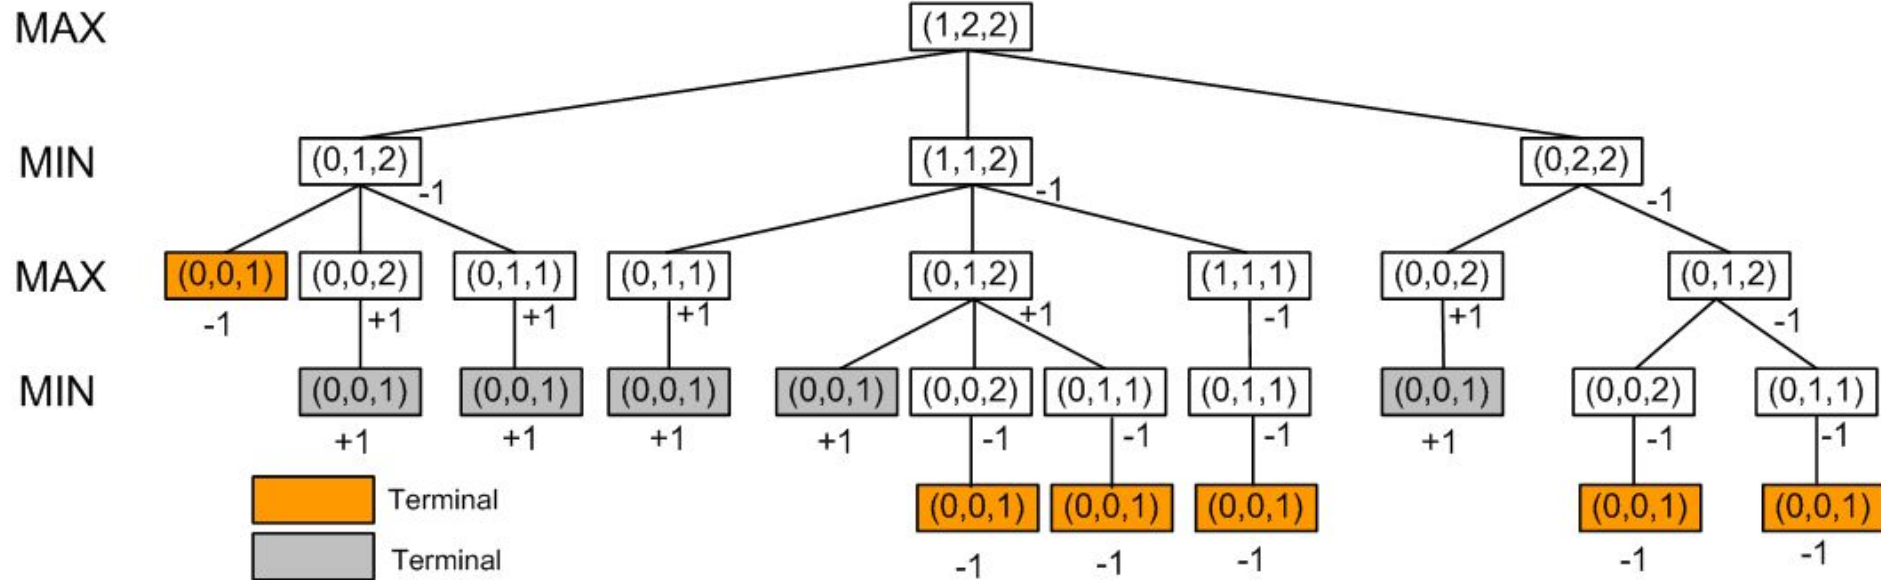 MAX (1,2,2)
MIN (0,1,2) (1,1,2) (0,2,2)
-1 -1 -1
MAX (0,0,1) (0,0,2) (0,1,1) (0,1,1) (0,1,2) (1,1,1) (0,0,2) (0,1,2)
-1 +1 +1 +1 +1 -1 +1 -1
MIN (0,0,1) (0,0,1) (0,0,1) (0,0,1) (0,0,2) (0,1,1) (0,1,1) (0,0,1) (0,0,2) (0,1,1)
+1 +1 +1 +1 -1 -1 -1 +1 -1 -1
Terminal (0,0,1) (0,0,1) (0,0,1) (0,0,1) (0,0,1)
Terminal -1 -1 -1 -1 -1